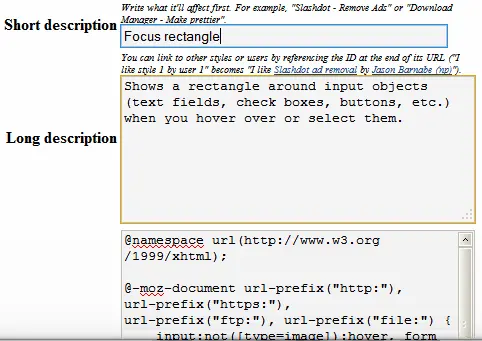 Write what it'll affect first. For example, "Slashdot - Remove Ads" or "Download
Manager - Make prettier".
Short description
Focus rectangle
You can link to other styles or users by referencing the ID at the end of its URL ("I
like style 1 by user 1" becomes "I like Slashdot ad removal by Jason Barnabe (np)").
Long description
Shows a rectangle around input objects
(text fields, check boxes, buttons, etc.)
when you hover over or select them.
@namespace url(http://www.w3.org
/1999/xhtml);
@-moz-document url-prefix("http:"),
url-prefix("https:"),
url-prefix("ftp:"), url-prefix("file:") {
input:not([type=image]):hover, form